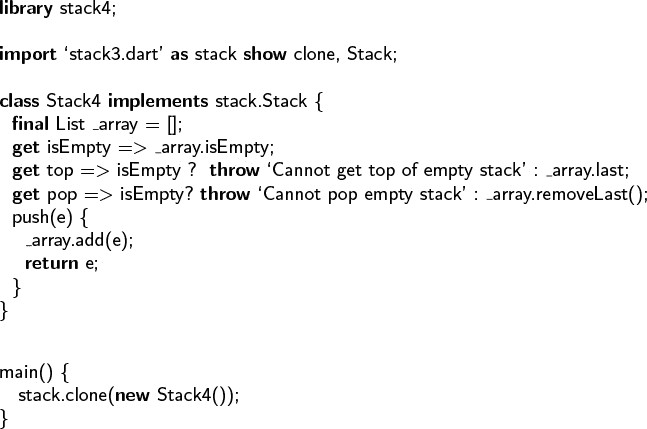 library stack4;
import ‘stack3.dart’ as stack show clone, Stack;
class Stack4 implements stack.Stack {
final List _array = [];
get isEmpty => _array.isEmpty;
get top => isEmpty ? throw ‘Cannot get top of empty stack’ : _array.last;
get pop => isEmpty? throw ‘Cannot pop empty stack’ : _array.removeLast();
push(e) {
_array.add(e);
return e;
}
}
main() {
stack.clone(new Stack4());
}